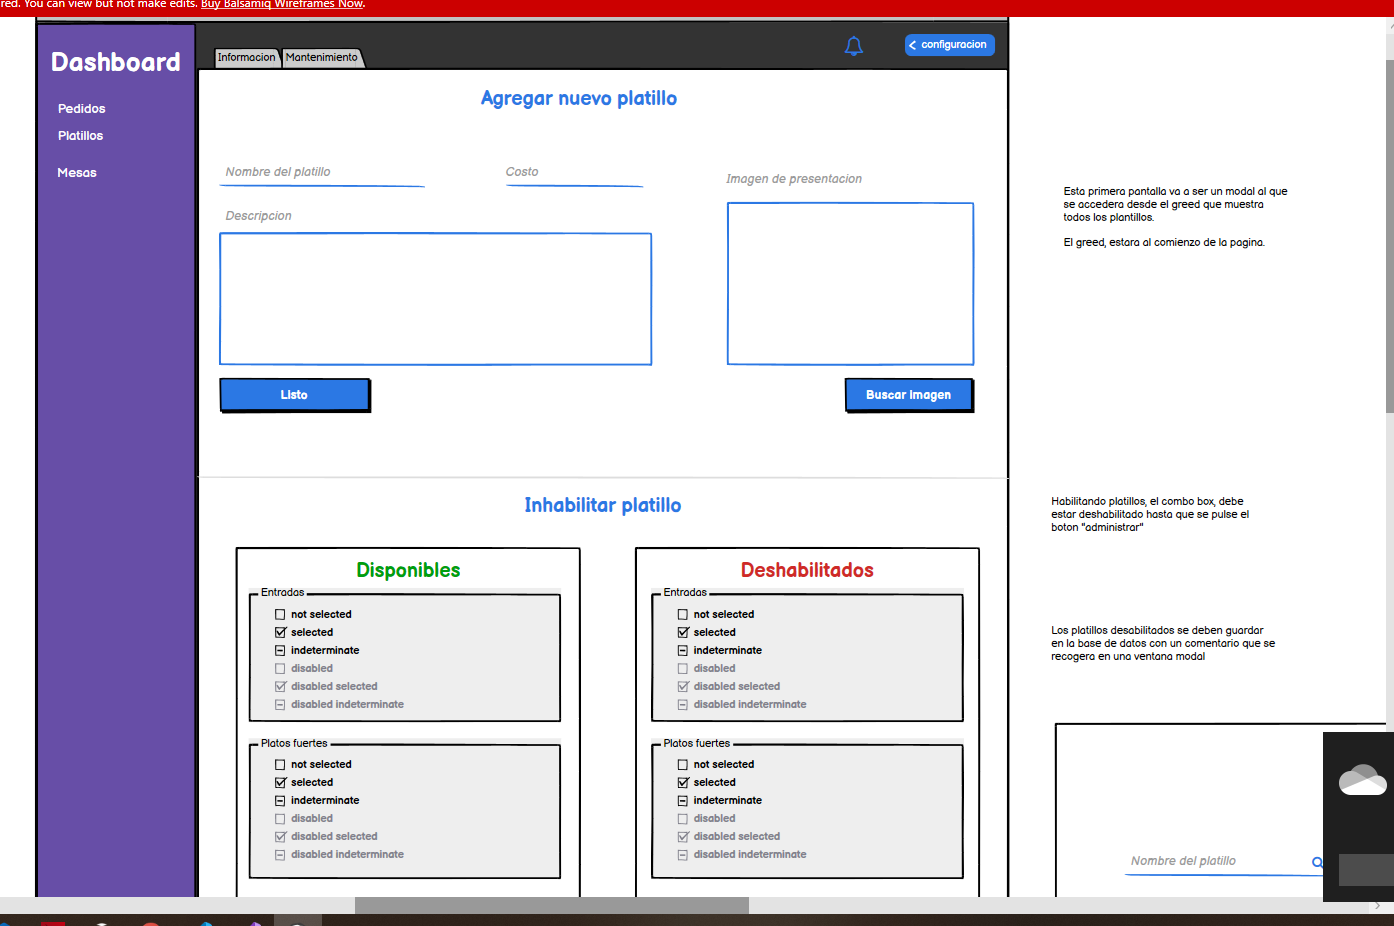 red. You can view but not make edits. Buy Balsamiq Wireframes Now.
Dashboard
Pedidos
Platillos
Mesas
Informacion
Mantenimiento
configuracion
Agregar nuevo platillo
Nombre del platillo
Costo
Imagen de presentacion
Descripcion
Listo
Buscar imagen
Esta primera pantalla va a ser un modal al que
se accedera desde el greed que muestra
todos los plantillos.
El greed, estara al comienzo de la pagina.
Inhabilitar platillo
Disponibles
Entradas
not selected
selected
indeterminate
disabled
disabled selected
disabled indeterminate
Platos fuertes
not selected
selected
indeterminate
disabled
disabled selected
disabled indeterminate
Deshabilitados
Entradas
not selected
selected
indeterminate
disabled
disabled selected
disabled indeterminate
Platos fuertes
not selected
selected
indeterminate
disabled
disabled selected
disabled indeterminate
Habilitando platillos, el combo box, debe
estar deshabilitado hasta que se pulse el
boton "administrar"
Los platillos desabilitados se deben guardar
en la base de datos con un comentario que se
recogera en una ventana modal
Nombre del platillo